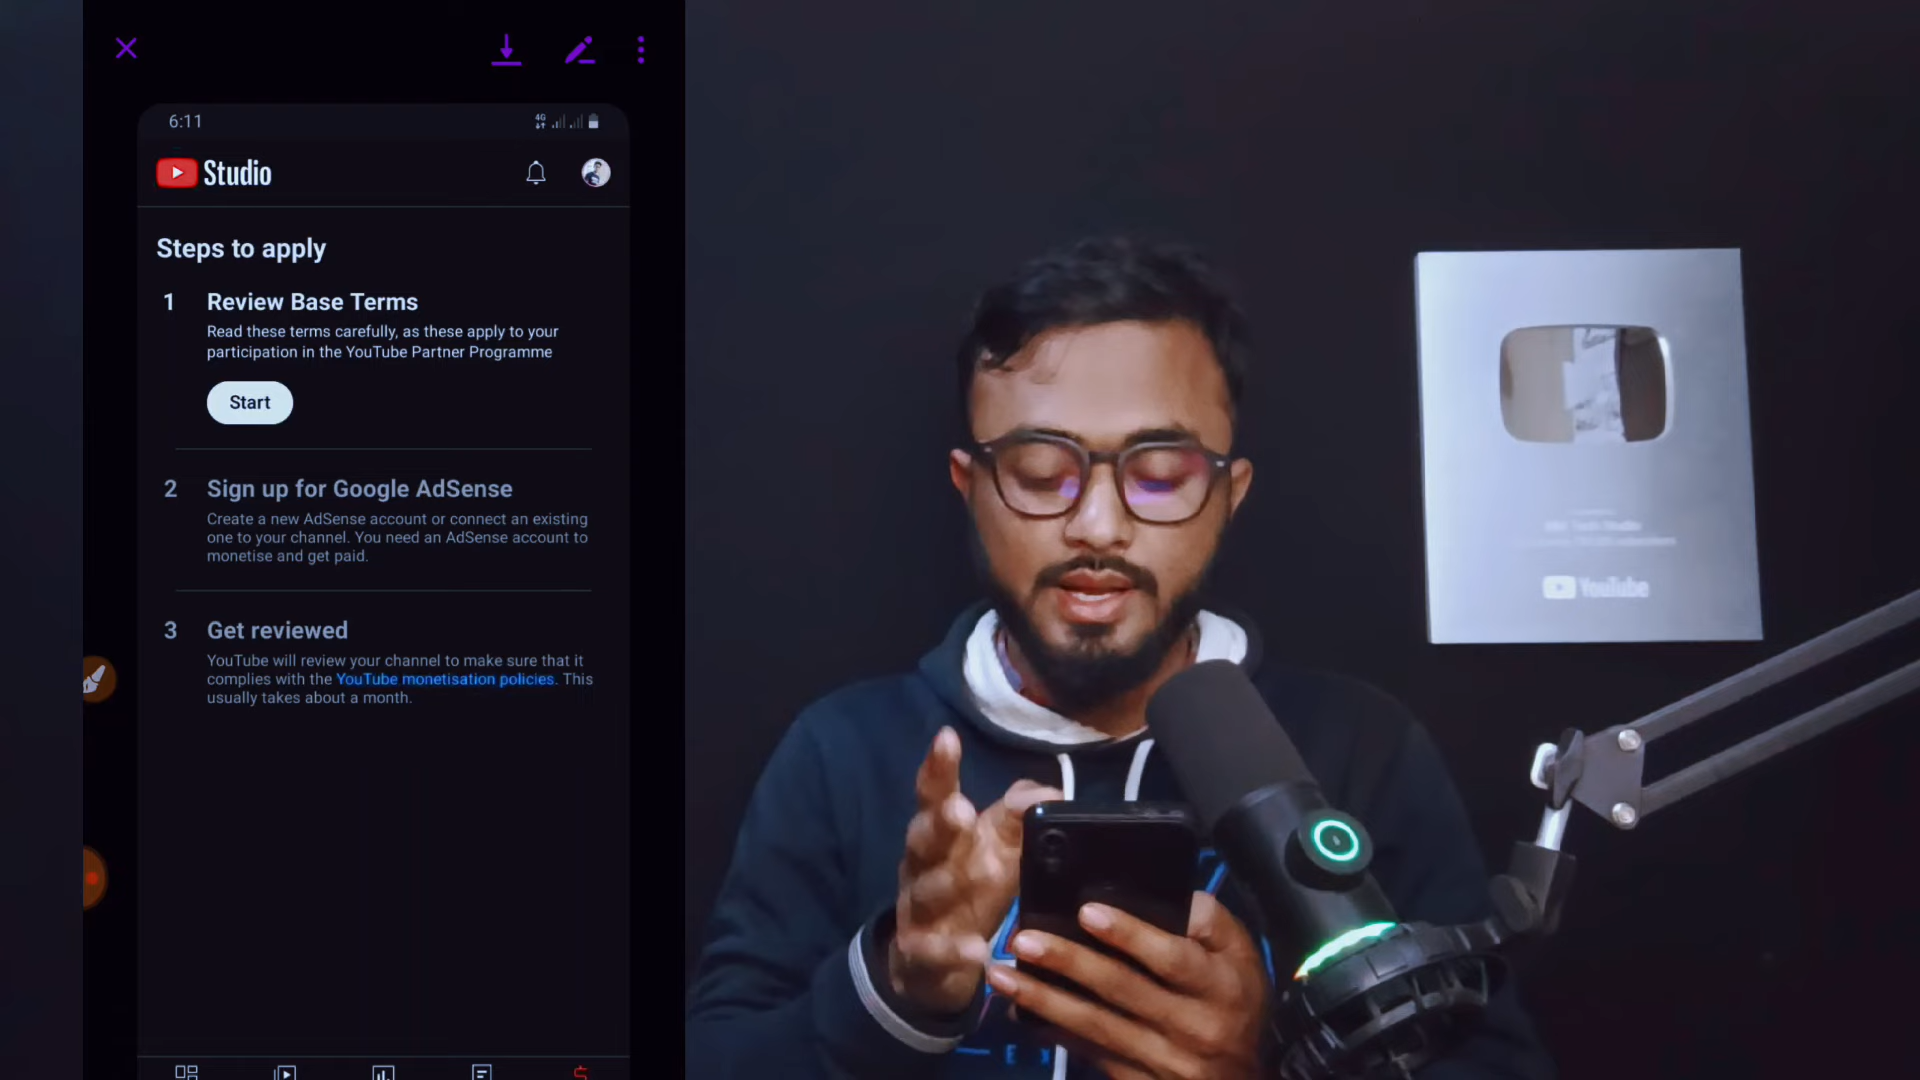 6:11
4G
Studio
Steps to apply
1 Review Base Terms
Read these terms carefully, as these apply to your
participation in the YouTube Partner Programme
Start
2 Sign up for Google AdSense
Create a new AdSense account or connect an existing
one to your channel. You need an AdSense account to
monetise and get paid.
3 Get reviewed
YouTube will review your channel to make sure that it
complies with the YouTube monetisation policies. This
usually takes about a month.
YouTube
E X